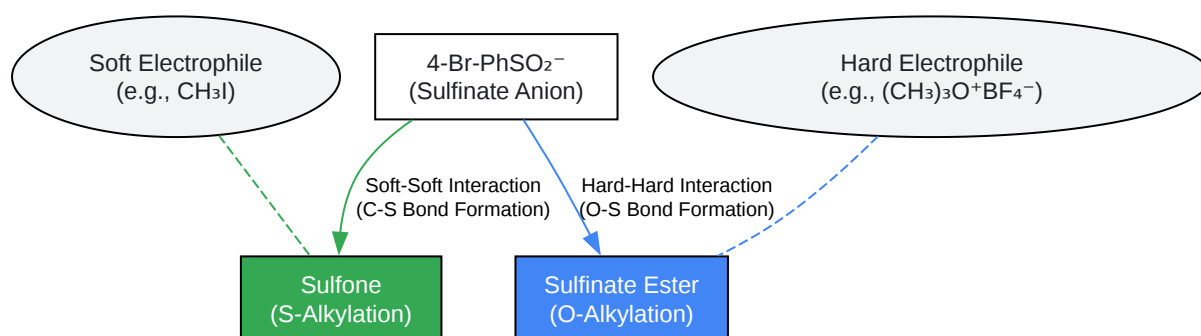 Soft Electrophile
(e.g., CH₃I)
4-Br-PhSO₂⁻
(Sulfinate Anion)
Hard Electrophile
(e.g., (CH₃)₃O⁺BF₄⁻)
Soft-Soft Interaction
(C-S Bond Formation)
Hard-Hard Interaction
(O-S Bond Formation)
Sulfone
(S-Alkylation)
Sulfinate Ester
(O-Alkylation)